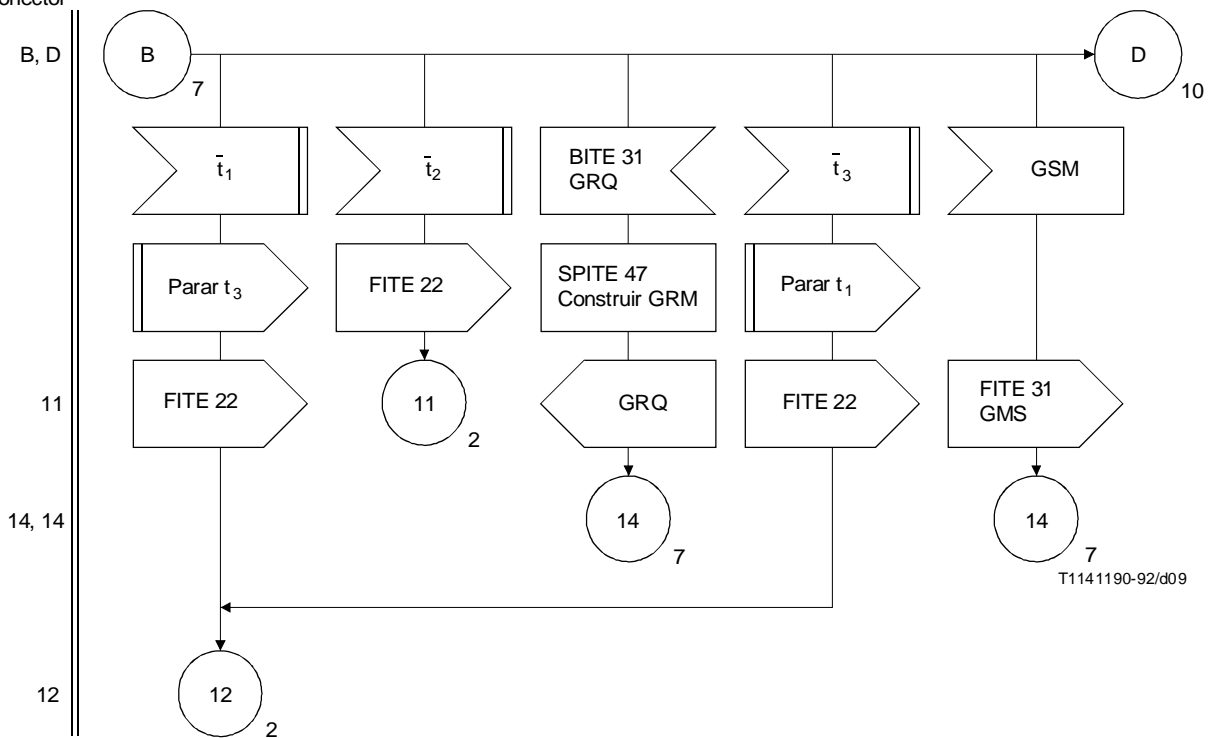 B, D
B
7
D
10
t̄1
t̄2
BITE 31
GRQ
t̄3
GSM
Parar t3
FITE 22
SPITE 47
Construir GRM
Parar t1
11
FITE 22
11
2
GRQ
FITE 22
FITE 31
GMS
14, 14
14
7
14
7
T1141190-92/d09
12
12
2